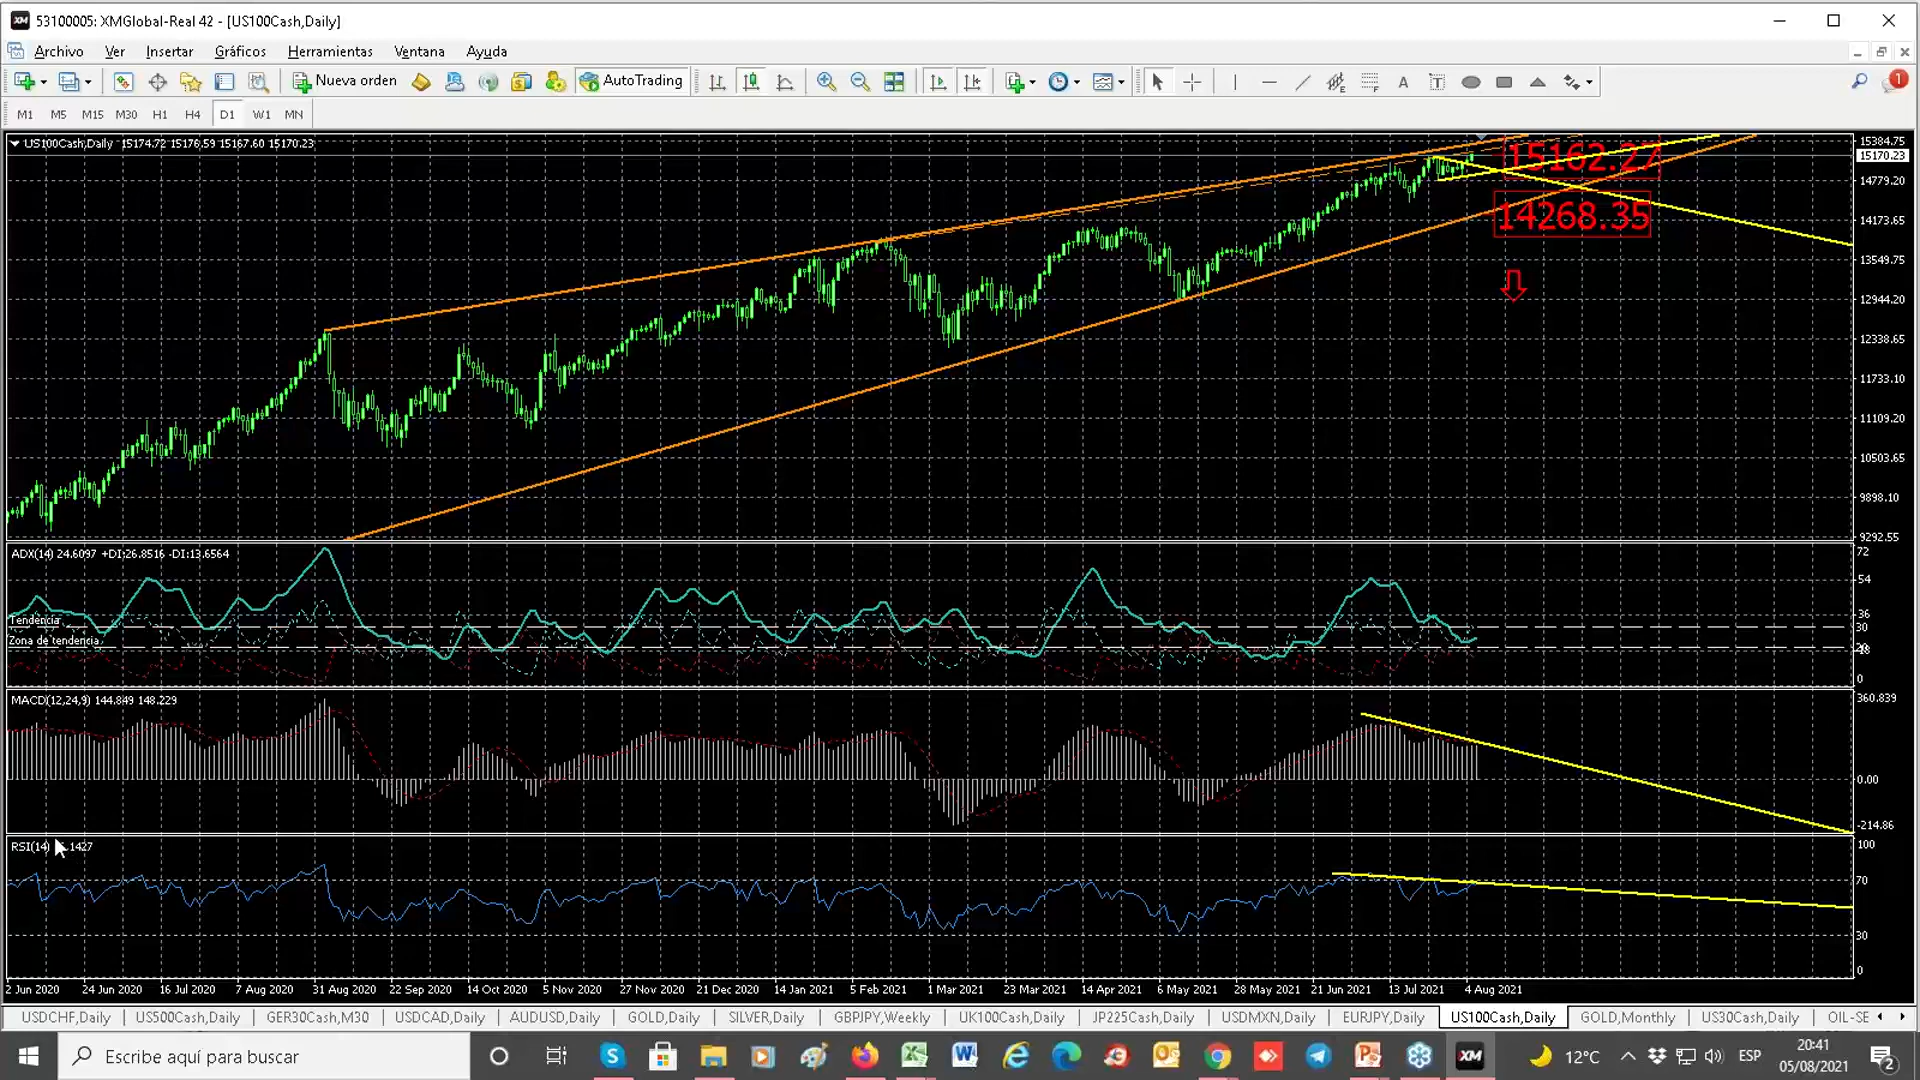 53100005: XMGlobal-Real 42 - [US100Cash,Daily]
Archivo Ver Insertar Gráficos Herramientas Ventana Ayuda
Nueva orden AutoTrading 1
M1 M5 M15 M30 H1 H4 D1 W1 MN
US100Cash,Daily 15174.72 15176.59 15167.60 15170.23
15384.75
15170.23
15162.27
14779.20
14268.35
14173.65
13549.75
12944.20
12338.65
11733.10
11109.20
10503.65
9898.10
9292.55
ADX(14) 24.6097 +DI:26.8516 -DI:13.6564
72
54
36
Tendencia
30
Zona de tendencia
0
MACD(12,24,9) 144.849 148.229
360.839
0.00
-214.86
RSI(14)
1427
100
70
30
0
2 Jun 2020 24 Jun 2020 16 Jul 2020 7 Aug 2020 31 Aug 2020 22 Sep 2020 14 Oct 2020 5 Nov 2020 27 Nov 2020 21 Dec 2020 14 Jan 2021 5 Feb 2021 1 Mar 2021 23 Mar 2021 14 Apr 2021 6 May 2021 28 May 2021 21 Jun 2021 13 Jul 2021 4 Aug 2021
USDCHF,Daily US500Cash,Daily GER30Cash,M30 USDCAD,Daily AUDUSD,Daily GOLD,Daily SILVER,Daily GBPJPY,Weekly UK100Cash,Daily JP225Cash,Daily USDMXN,Daily EURJPY,Daily US100Cash,Daily GOLD,Monthly US30Cash,Daily OIL-SE
Escribe aquí para buscar
12°C ESP 20:41
05/08/2021
2